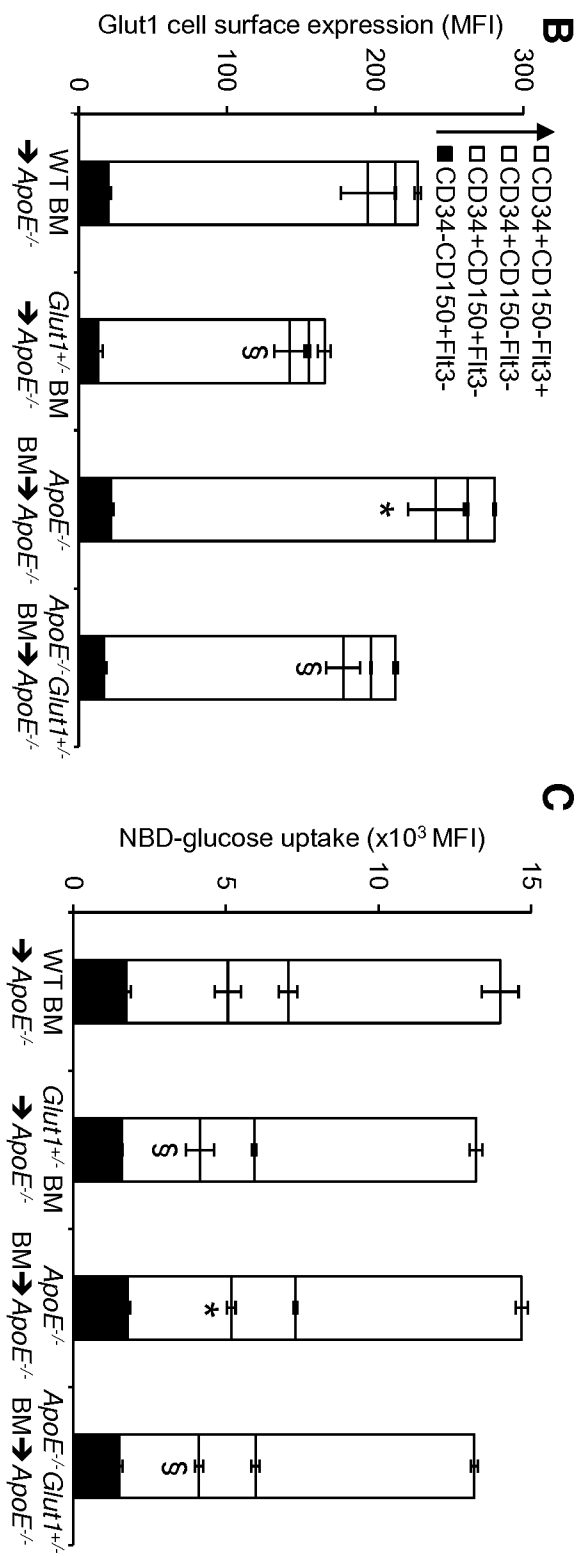 B
Glut1 cell surface expression (MFI)
300
200
100
0
CD34+CD150-Flt3+
CD34+CD150-Flt3-
CD34+CD150+Flt3-
CD34-CD150+Flt3-
§
*
§
WT BM
➔ ApoE-/-
Glut1+/- BM
➔ ApoE-/-
ApoE-/-
BM➔ApoE-/-
ApoE-/-Glut1+/-
BM➔ApoE-/-
C
NBD-glucose uptake (x10³ MFI)
15
10
5
0
§
*
§
WT BM
➔ ApoE-/-
Glut1+/- BM
➔ ApoE-/-
ApoE-/-
BM➔ApoE-/-
ApoE-/-Glut1+/-
BM➔ApoE-/-